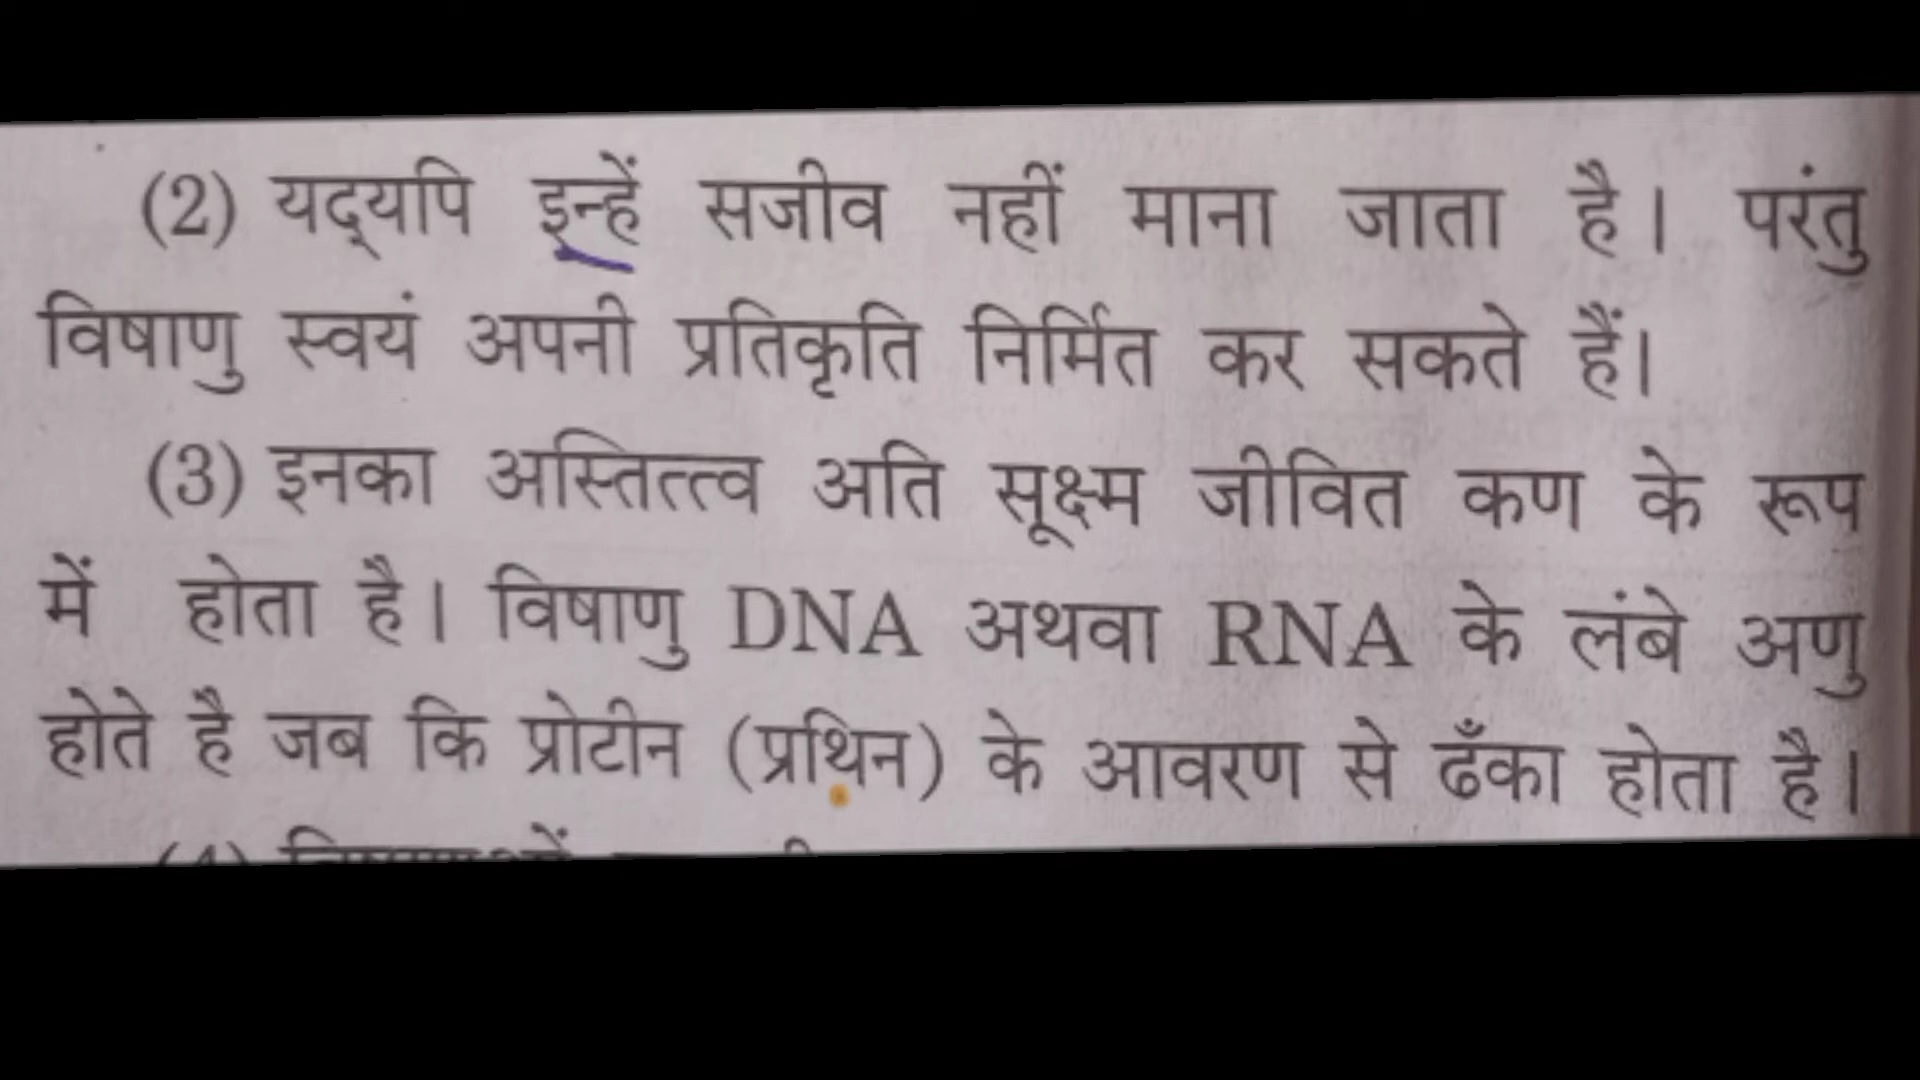 (2) यद्यपि इन्हें सजीव नहीं माना जाता है। परंतु
विषाणु स्वयं अपनी प्रतिकृति निर्मित कर सकते हैं।
(3) इनका अस्तित्त्व अति सूक्ष्म जीवित कण के रूप
में होता है। विषाणु DNA अथवा RNA के लंबे अणु
होते है जब कि प्रोटीन (प्रथिन) के आवरण से ढँका होता है।